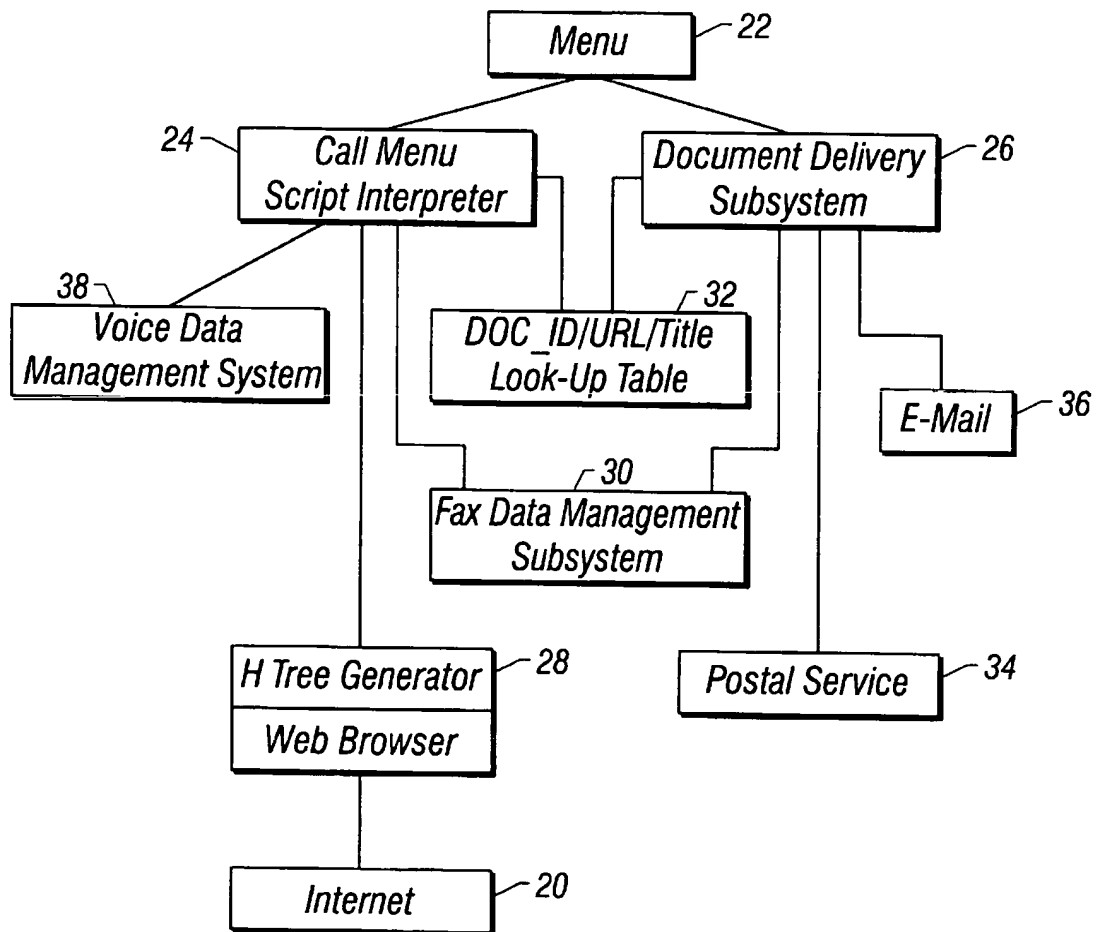 Menu
22
24
Call Menu
Script Interpreter
Document Delivery
Subsystem
26
38
Voice Data
Management System
32
DOC_ID/URL/Title
Look-Up Table
E-Mail
36
30
Fax Data Management
Subsystem
H Tree Generator
28
Web Browser
Postal Service
34
Internet
20